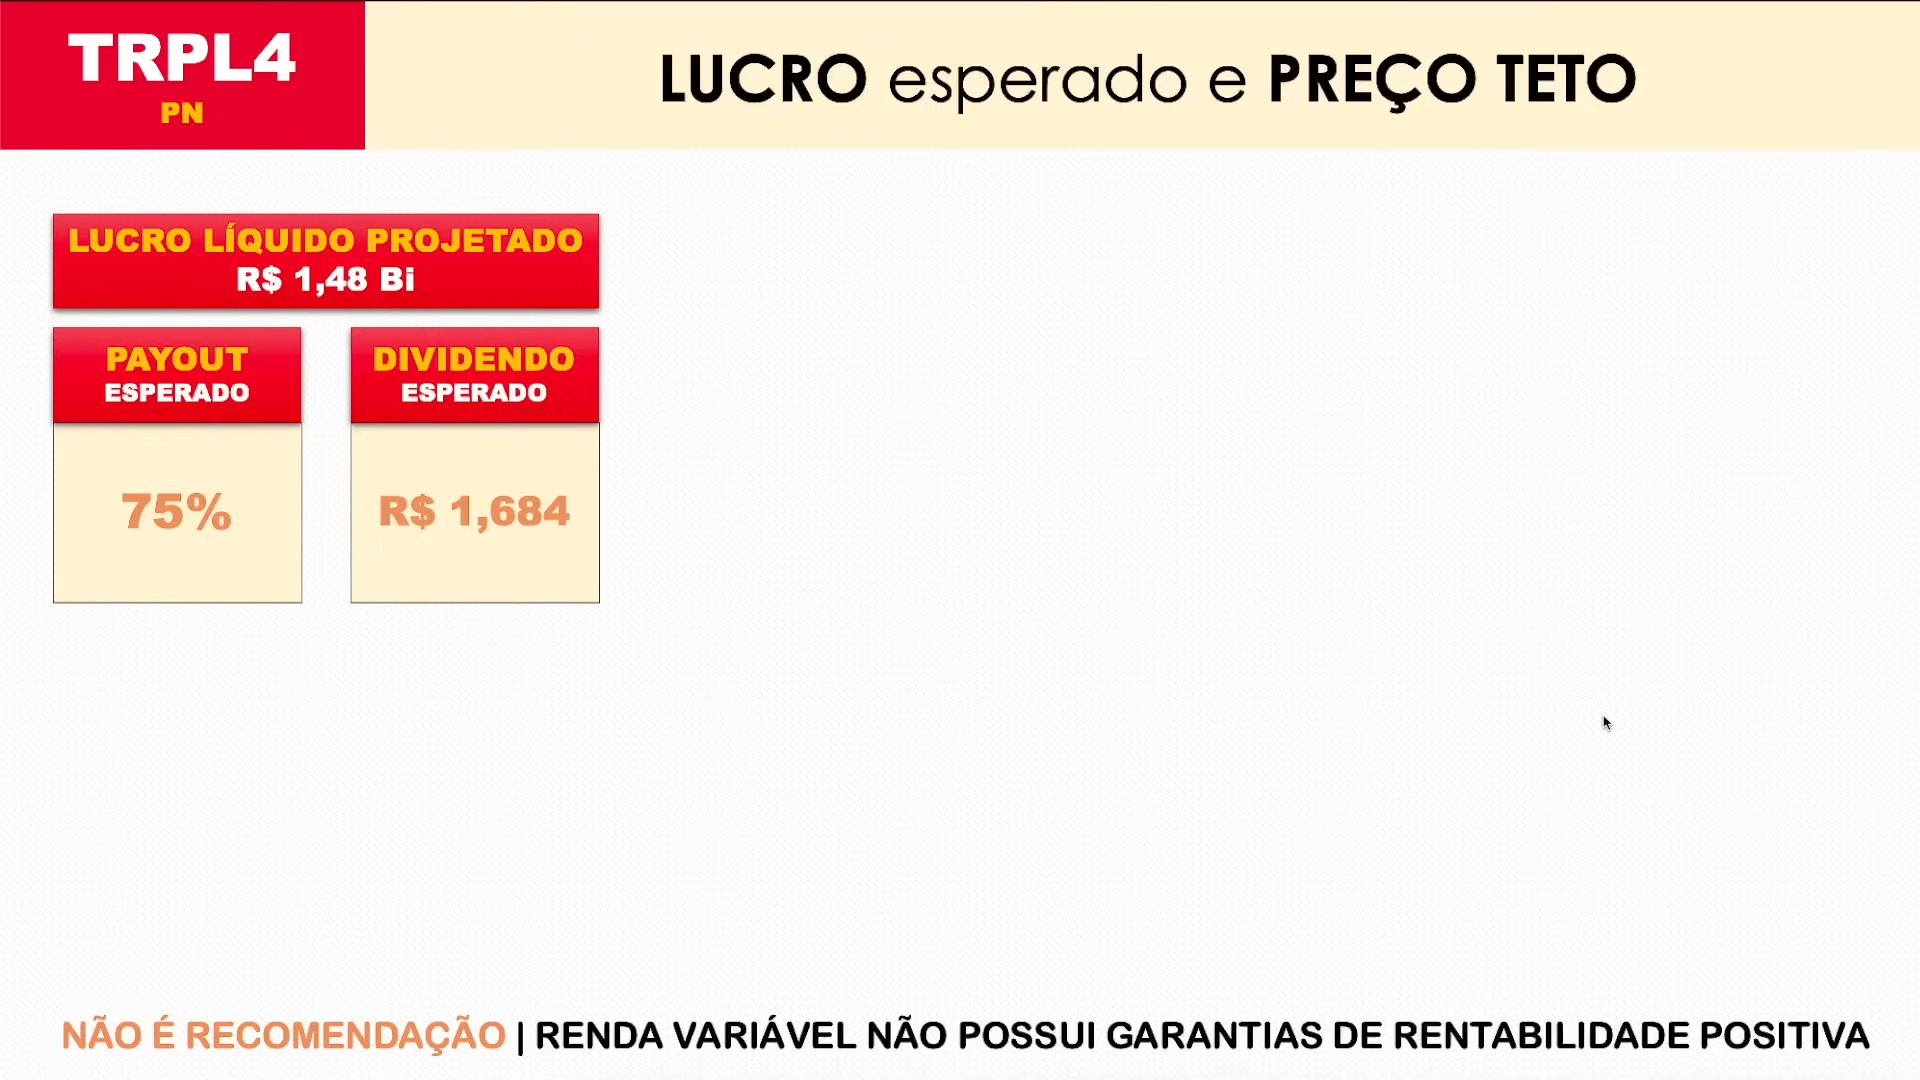 TRPL4
PN
LUCRO esperado e PREÇO TETO
LUCRO LÍQUIDO PROJETADO
R$ 1,48 Bi
PAYOUT
ESPERADO
75%
DIVIDENDO
ESPERADO
R$ 1,684
NÃO É RECOMENDAÇÃO | RENDA VARIÁVEL NÃO POSSUI GARANTIAS DE RENTABILIDADE POSITIVA